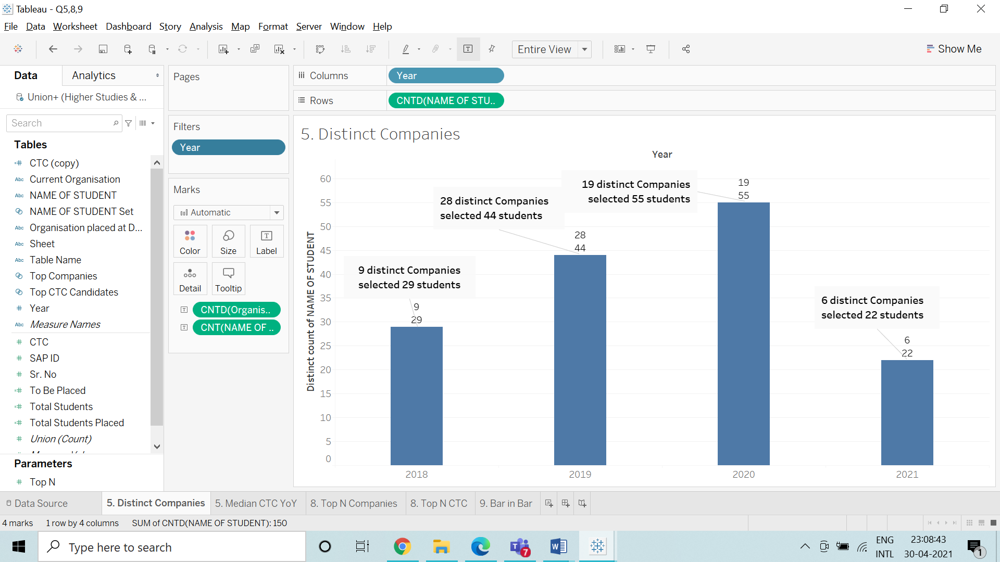 Tableau - Q5,8,9
File Data Worksheet Dashboard Story Analysis Map Format Server Window Help
Entire View
Show Me
Data Analytics
Union+ (Higher Studies & ...
Search
Tables
CTC (copy)
Abc Current Organisation
Abc NAME OF STUDENT
NAME OF STUDENT Set
Abc Organisation placed at D...
Abc Sheet
Abc Table Name
Top Companies
Top CTC Candidates
# Year
Abc Measure Names
# CTC
# SAP ID
# Sr. No
To Be Placed
Total Students
Total Students Placed
# Union (Count)
Parameters
# Top N
Pages
Filters
Year
Marks
Automatic
Color Size Label
Detail Tooltip
CNTD(Organis..
CNT(NAME OF ..
Columns Year
Rows CNTD(NAME OF STU..
5. Distinct Companies
Year
Distinct count of NAME OF STUDENT
60
55
50
45
40
35
30
25
20
15
10
5
0
9 distinct Companies
selected 29 students
9
29
28 distinct Companies
selected 44 students
28
44
19 distinct Companies
selected 55 students
19
55
6 distinct Companies
selected 22 students
6
22
2018 2019 2020 2021
Data Source 5. Distinct Companies 5. Median CTC YoY 8. Top N Companies 8. Top N CTC 9. Bar in Bar
4 marks 1 row by 4 columns SUM of CNTD(NAME OF STUDENT): 150
Type here to search
7
ENG
INTL
23:08:43
30-04-2021
1